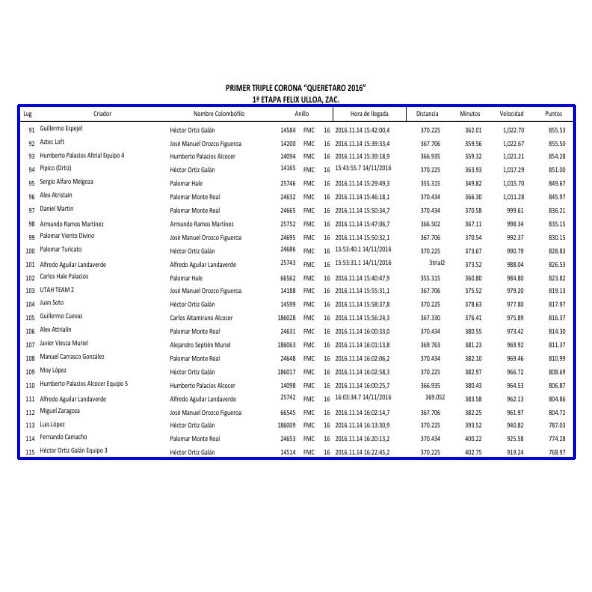 PRIMER TRIPLE CORONA "QUERETARO 2016"
1ª ETAPA FELIX ULLOA, ZAC.
Lug Criador Nombre Colombófilo Anillo Hora de llegada Distancia Minutos Velocidad Puntos
91 Guillermo Espejel Héctor Ortiz Galán 14584 FMC 16 2016.11.14 15:42:00,4 370.225 362.01 1,022.70 855.53
92 Aztec Loft José Manuel Orozco Figueroa 14200 FMC 16 2016.11.14 15:39:33,4 367.706 359.56 1,022.67 855.50
93 Humberto Palacios Altrial Equipo 4 Humberto Palacios Alcocer 14094 FMC 16 2016.11.14 15:39:18,9 366.935 359.32 1,021.21 854.28
94 Pipico (Ortiz) Héctor Ortiz Galán 14165 FMC 16 15:43:55.7 14/11/2016 370.225 363.93 1,017.29 851.00
95 Sergio Alfaro Melgoza Palomar Hale 25746 FMC 16 2016.11.14 15:29:49,3 355.315 349.82 1,015.70 849.67
96 Alex Atristain Palomar Monte Real 24632 FMC 16 2016.11.14 15:46:18,1 370.434 366.30 1,011.28 845.97
97 Daniel Martin Palomar Monte Real 24665 FMC 16 2016.11.14 15:50:34,7 370.434 370.58 999.61 836.21
98 Armando Ramos Martínez Armando Ramos Martínez 25752 FMC 16 2016.11.14 15:47:06,7 366.502 367.11 998.34 835.15
99 Palomar Viento Divino José Manuel Orozco Figueroa 24695 FMC 16 2016.11.14 15:50:32,1 367.706 370.54 992.37 830.15
100 Palomar Turicato Héctor Ortiz Galán 24686 FMC 16 15:53:40.1 14/11/2016 370.225 373.67 990.79 828.83
101 Alfredo Aguilar Landaverde Alfredo Aguilar Landaverde 25743 FMC 16 15:53:31.1 14/11/2016 3trial2 373.52 988.04 826.53
102 Carlos Hale Palacios Palomar Hale 66562 FMC 16 2016.11.14 15:40:47,9 355.315 360.80 984.80 823.82
103 UTAH TEAM 2 José Manuel Orozco Figueroa 14188 FMC 16 2016.11.14 15:55:31,1 367.706 375.52 979.20 819.13
104 Juan Soto Héctor Ortiz Galán 14599 FMC 16 2016.11.14 15:58:37,8 370.225 378.63 977.80 817.97
105 Guillermo Cuevas Carlos Altamirano Alcocer 186028 FMC 16 2016.11.14 15:56:24,3 367.330 376.41 975.89 816.37
106 Alex Atrialin Palomar Monte Real 24631 FMC 16 2016.11.14 16:00:33,0 370.434 380.55 973.42 814.30
107 Javier Viesca Muriel Alejandro Septién Muriel 186063 FMC 16 2016.11.14 16:01:13,8 369.763 381.23 969.92 811.37
108 Manuel Carrasco González Palomar Monte Real 24648 FMC 16 2016.11.14 16:02:06,2 370.434 382.10 969.46 810.99
109 Moy López Héctor Ortiz Galán 186017 FMC 16 2016.11.14 16:02:58,3 370.225 382.97 966.72 808.69
110 Humberto Palacios Alcocer Equipo 5 Humberto Palacios Alcocer 14098 FMC 16 2016.11.14 16:00:25,7 366.935 380.43 964.53 806.87
111 Alfredo Aguilar Landaverde Alfredo Aguilar Landaverde 25742 FMC 16 16:03:34.7 14/11/2016 369.052 383.58 962.13 804.86
112 Miguel Zaragoza José Manuel Orozco Figueroa 66545 FMC 16 2016.11.14 16:02:14,7 367.706 382.25 961.97 804.72
113 Luis López Héctor Ortiz Galán 186009 FMC 16 2016.11.14 16:13:30,9 370.225 393.52 940.82 787.03
114 Fernando Camacho Palomar Monte Real 24653 FMC 16 2016.11.14 16:20:13,2 370.434 400.22 925.58 774.28
115 Héctor Ortiz Galán Equipo 3 Héctor Ortiz Galán 14514 FMC 16 2016.11.14 16:22:45,2 370.225 402.75 919.24 768.97